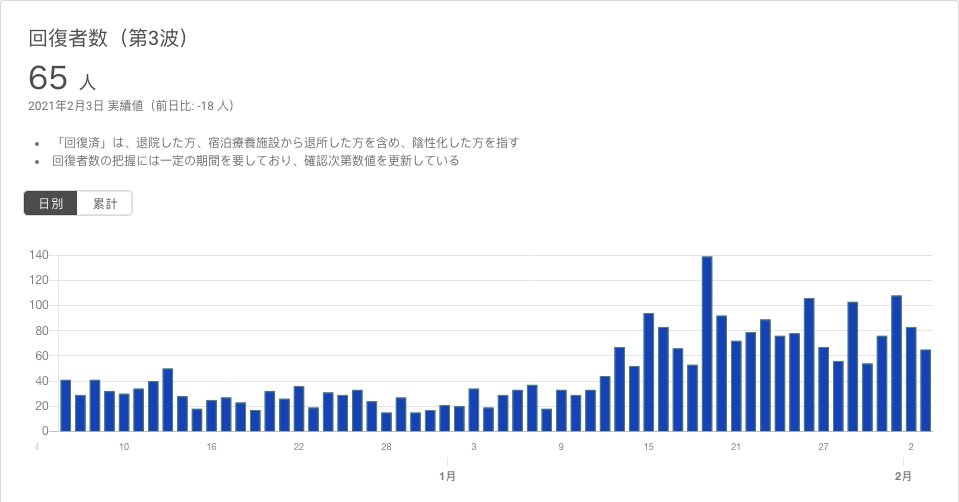 回復者数（第3波）
65 人
2021年2月3日 実績値（前日比: -18 人）
• 「回復済」は、退院した方、宿泊療養施設から退所した方を含め、陰性化した方を指す
• 回復者数の把握には一定の期間を要しており、確認次第数値を更新している
日別 累計
140
120
100
80
60
40
20
0
4 10 16 22 28 3 9 15 21 27 2
1月 2月